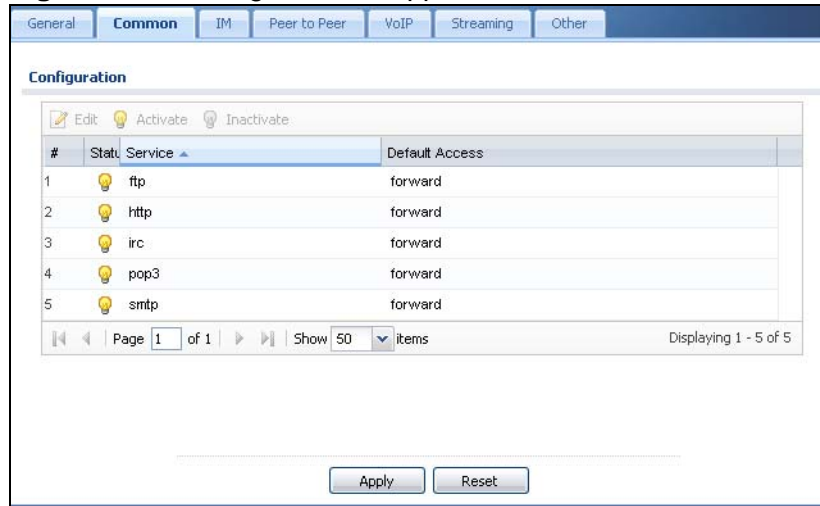 General Common IM Peer to Peer VoIP Streaming Other
Configuration
Edit Activate Inactivate
# Statu Service Default Access
1 ftp forward
2 http forward
3 irc forward
4 pop3 forward
5 smtp forward
Page 1 of 1 Show 50 items Displaying 1 - 5 of 5
Apply Reset